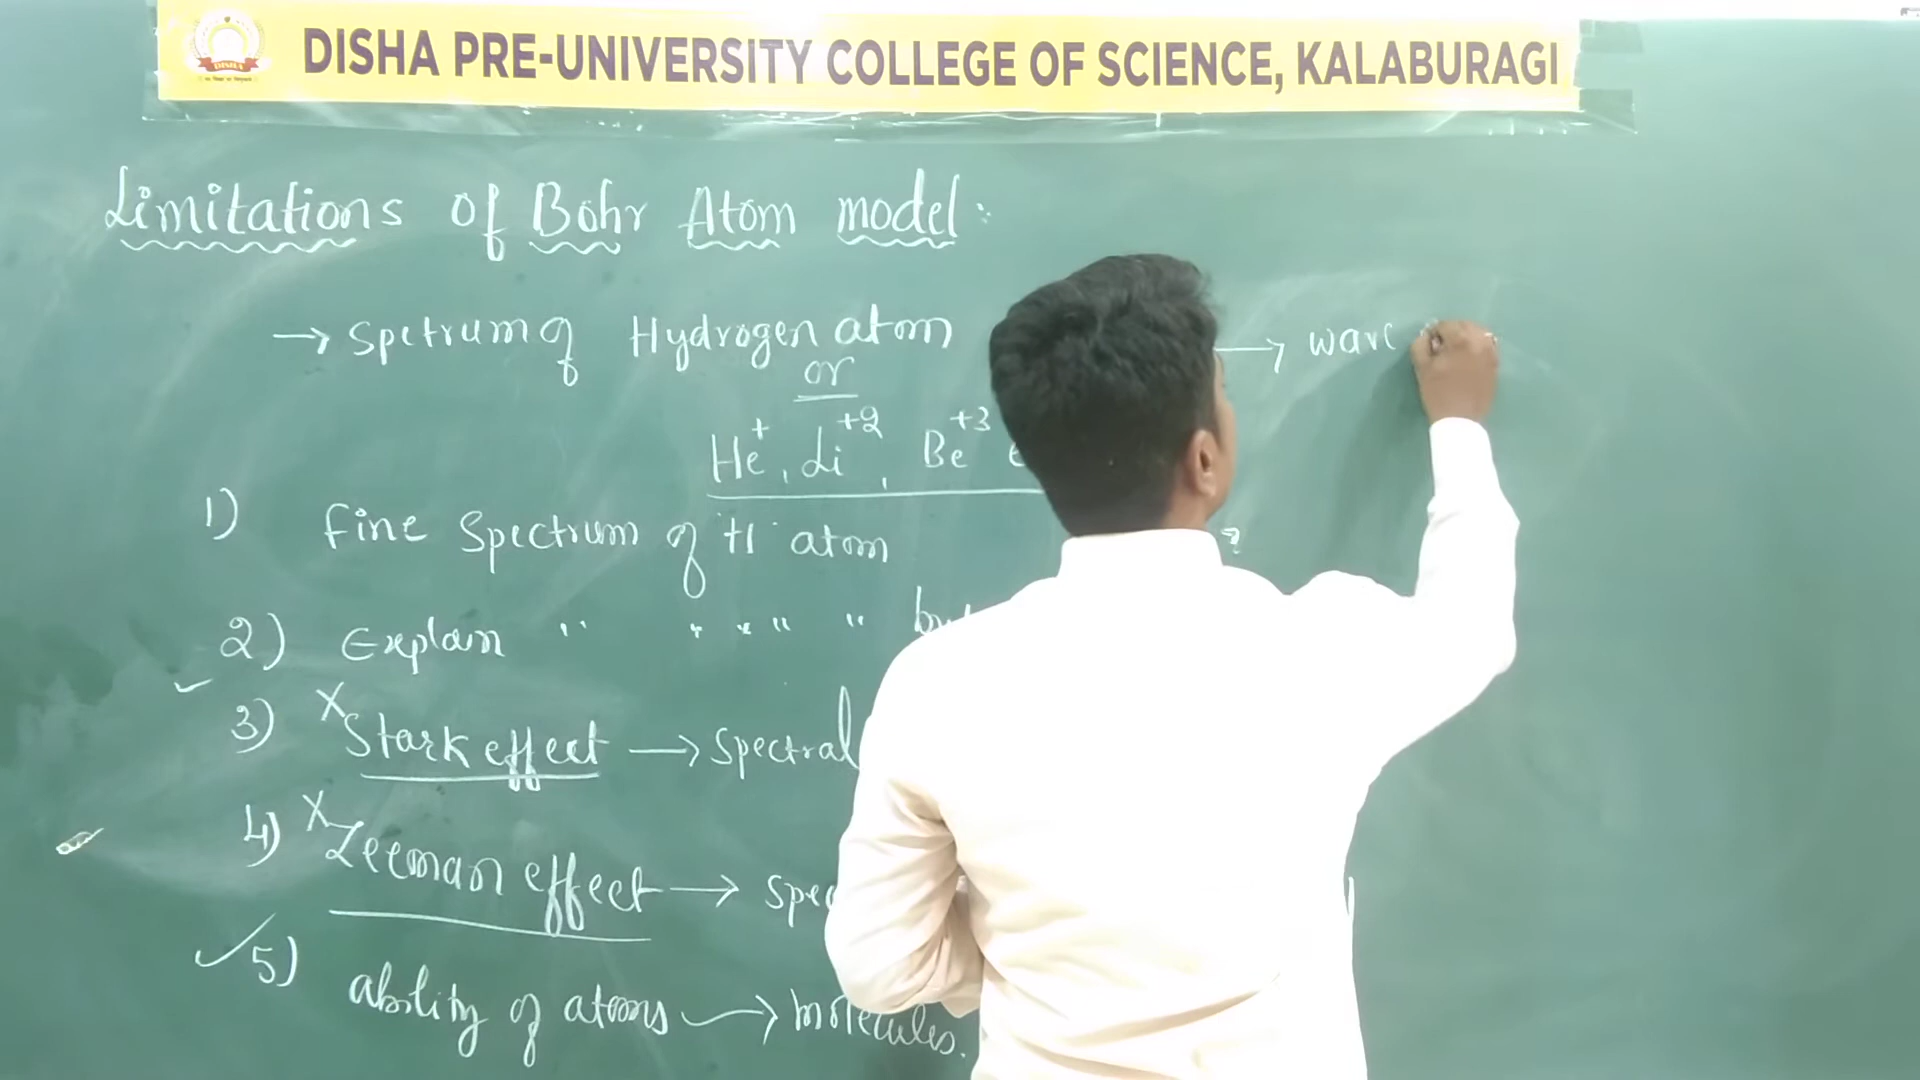 DISHA PRE-UNIVERSITY COLLEGE OF SCIENCE, KALABURAGI
DISHA
Limitations of Bohr Atom model:
→ Spetrum of Hydrogen atom → wave
or
He⁺, Li⁺², Be⁺³
1) Fine Spectrum of H atom
2) Explain " " " " "
3) X Stark effect → Spectral
4) X Zeeman effect →
✓ 5) ability of atoms → molecules.